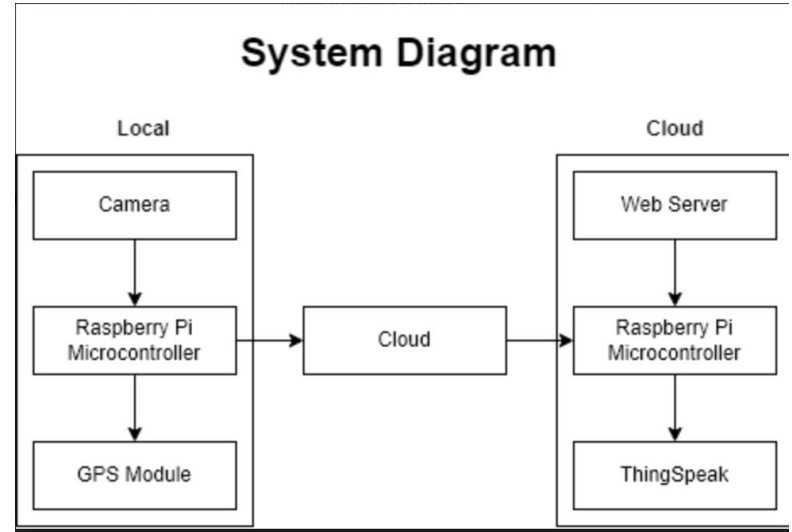 System Diagram
Local
Cloud
Camera
Web Server
Raspberry Pi
Microcontroller
Cloud
Raspberry Pi
Microcontroller
GPS Module
ThingSpeak